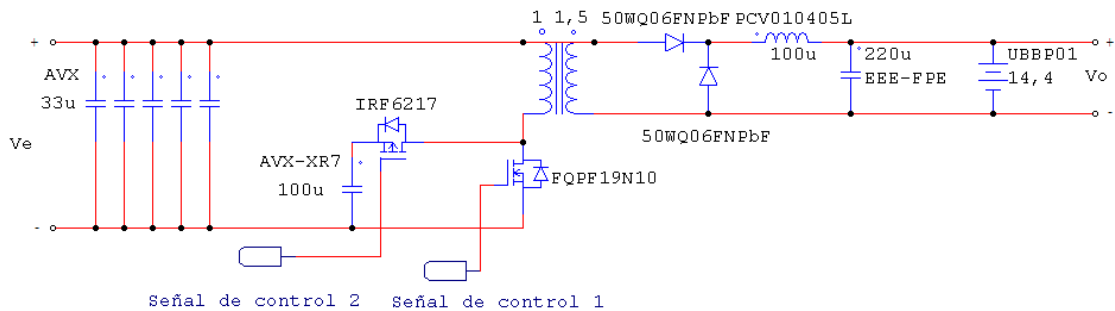 1 1,5 50WQ06FNPbF PCV010405L
+ +
AVX 100u 220u UBBP01
33u EEE-FPE 14,4 Vo
IRF6217
- 
50WQ06FNPbF
Ve
AVX-XR7
100u FQPF19N10
-
Señal de control 2 Señal de control 1